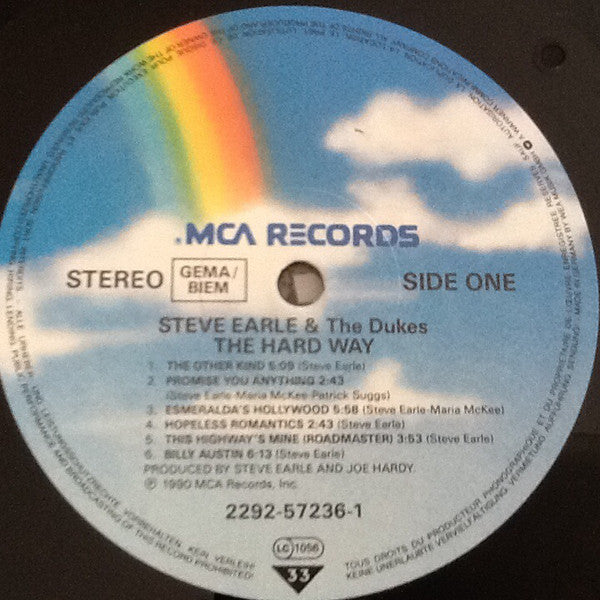 .MCA RECORDS
STEREO
GEMA/
BIEM
SIDE ONE
STEVE EARLE & The Dukes
THE HARD WAY
1. THE OTHER KIND 5:09 (Steve Earle)
2. PROMISE YOU ANYTHING 2:43
(Steve Earle-Maria McKee-Patrick Suggs)
3. ESMERALDA'S HOLLYWOOD 5:58 (Steve Earle-Maria McKee)
4. HOPELESS ROMANTICS 2:43 (Steve Earle)
5. THIS HIGHWAY'S MINE (ROADMASTER) 3:53 (Steve Earle)
6. BILLY AUSTIN 6:13 (Steve Earle)
PRODUCED BY STEVE EARLE AND JOE HARDY.
℗ 1990 MCA Records, Inc.
2292-57236-1
LC 1056
33
TOUS DROITS DU PRODUCTEUR PHONOGRAPHIQUE ET DU PROPRIETAIRE DE L'ŒUVRE ENREGISTREE RESERVES SAUF AUTORISATION
KEINE UNERLAUBTE VERVIELFÄLTIGUNG, VERMIETUNG, AUFFÜHRUNG, SENDUNG!